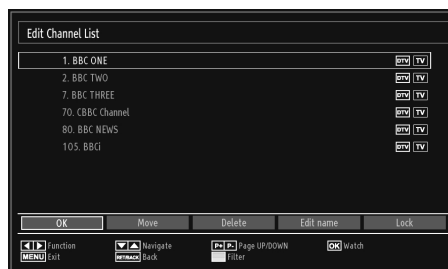 Edit Channel List
1. BBC ONE DTV TV
2. BBC TWO DTV TV
7. BBC THREE DTV TV
70. CBBC Channel DTV TV
80. BBC NEWS DTV TV
105. BBCi DTV TV
OK Move Delete Edit name Lock
Function Navigate P+ P- Page UP/DOWN OK Watch
MENU Exit RET/BACK Back Filter